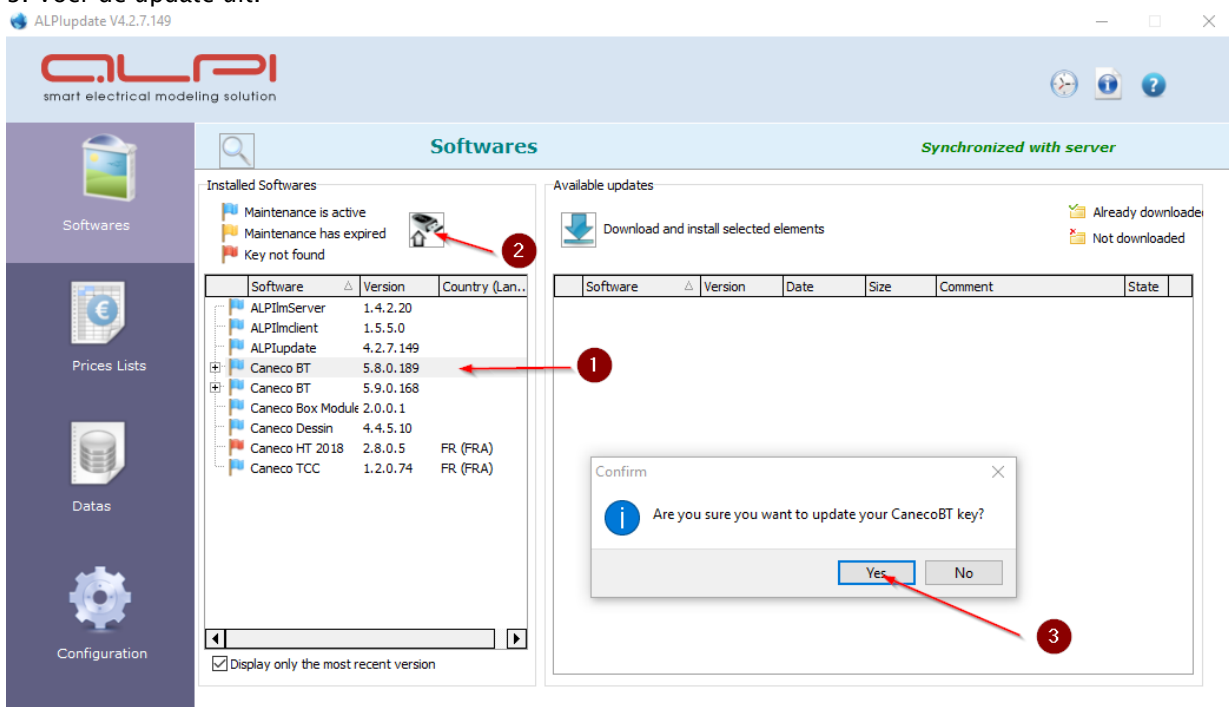 3. Voer de update uit.
ALPIupdate V4.2.7.149
ALPI
smart electrical modeling solution
Softwares
Synchronized with server
Softwares
Prices Lists
Datas
Configuration
Installed Softwares
Maintenance is active
Maintenance has expired
Key not found
2
Software Version Country (Lan..
ALPIlmServer 1.4.2.20
ALPIlmclient 1.5.5.0
ALPIupdate 4.2.7.149
Caneco BT 5.8.0.189
Caneco BT 5.9.0.168
Caneco Box Module 2.0.0.1
Caneco Dessin 4.4.5.10
Caneco HT 2018 2.8.0.5 FR (FRA)
Caneco TCC 1.2.0.74 FR (FRA)
Display only the most recent version
1
Available updates
Download and install selected elements
Already downloade
Not downloaded
Software Version Date Size Comment State
Confirm
Are you sure you want to update your CanecoBT key?
Yes No
3